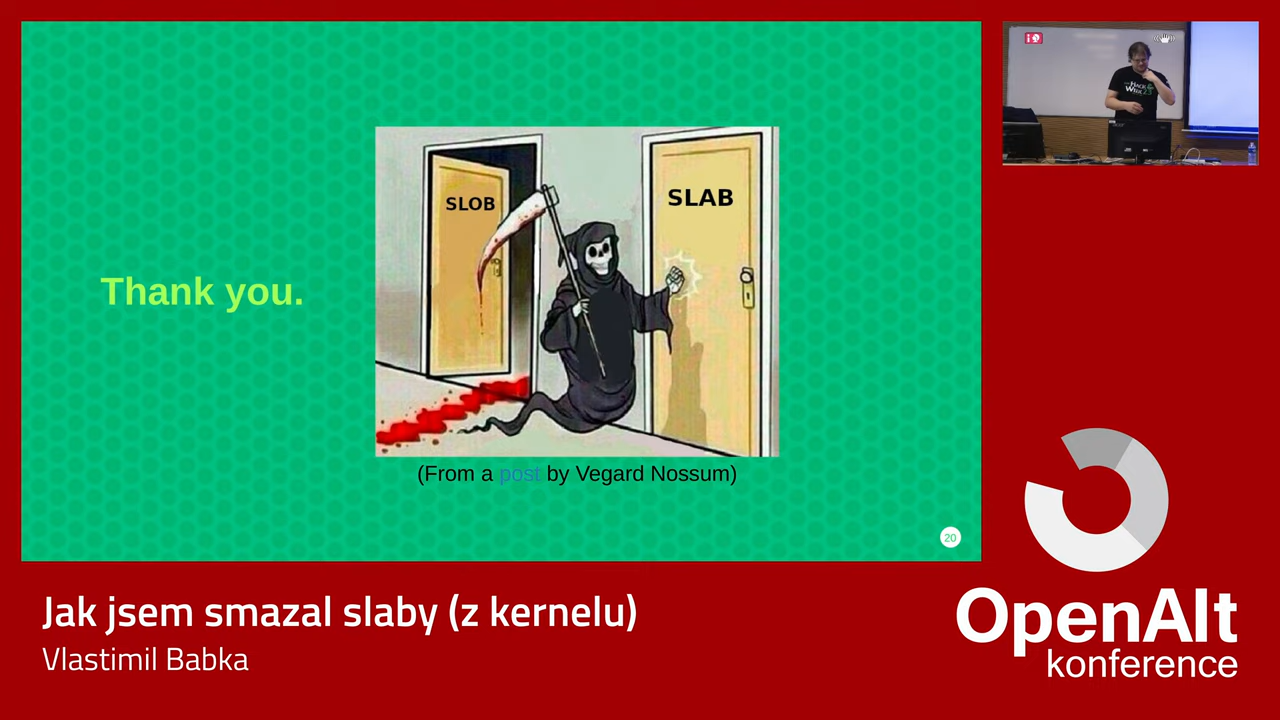 SLOB
SLAB
Thank you.
(From a post by Vegard Nossum)
20
Jak jsem smazal slaby (z kernelu)
Vlastimil Babka
OpenAlt
konference